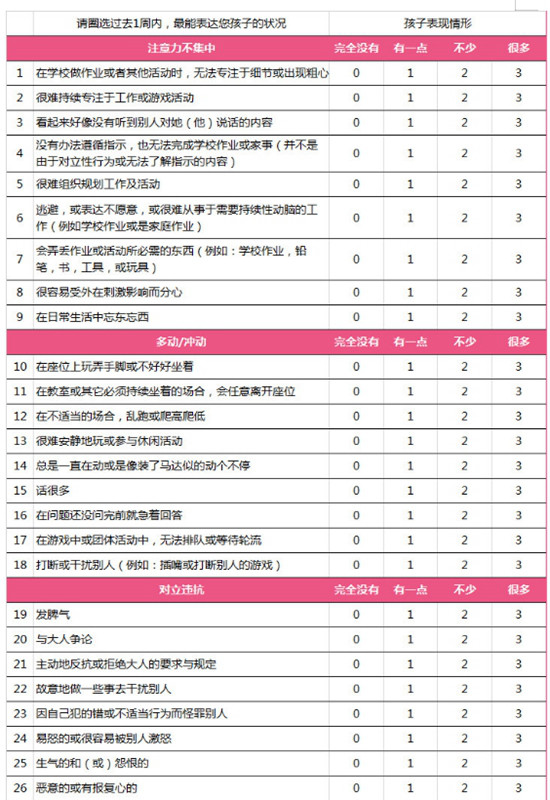 请圈选过去1周内，最能表达您孩子的状况 孩子表现情形
注意力不集中 完全没有 有一点 不少 很多
1 在学校做作业或者其他活动时，无法专注于细节或出现粗心 0 1 2 3
2 很难持续专注于工作或游戏活动 0 1 2 3
3 看起来好像没有听到别人对她（他）说话的内容 0 1 2 3
4 没有办法遵循指示，也无法完成学校作业或家事（并不是
由于对立性行为或无法了解指示的内容） 0 1 2 3
5 很难组织规划工作及活动 0 1 2 3
6 逃避，或表达不愿意，或很难从事于需要持续性动脑的工
作（例如学校作业或是家庭作业） 0 1 2 3
7 会弄丢作业或活动所必需的东西（例如：学校作业，铅
笔，书，工具，或玩具） 0 1 2 3
8 很容易受外在刺激影响而分心 0 1 2 3
9 在日常生活中忘东忘西 0 1 2 3
多动/冲动 完全没有 有一点 不少 很多
10 在座位上玩弄手脚或不好好坐着 0 1 2 3
11 在教室或其它必须持续坐着的场合，会任意离开座位 0 1 2 3
12 在不适当的场合，乱跑或爬高爬低 0 1 2 3
13 很难安静地玩或参与休闲活动 0 1 2 3
14 总是一直在动或是像装了马达似的动个不停 0 1 2 3
15 话很多 0 1 2 3
16 在问题还没问完前就急着回答 0 1 2 3
17 在游戏中或团体活动中，无法排队或等待轮流 0 1 2 3
18 打断或干扰别人（例如：插嘴或打断别人的游戏） 0 1 2 3
对立违抗 完全没有 有一点 不少 很多
19 发脾气 0 1 2 3
20 与大人争论 0 1 2 3
21 主动地反抗或拒绝大人的要求与规定 0 1 2 3
22 故意地做一些事去干扰别人 0 1 2 3
23 因自己犯的错或不适当行为而怪罪别人 0 1 2 3
24 易怒的或很容易被别人激怒 0 1 2 3
25 生气的和（或）怨恨的 0 1 2 3
26 恶意的或有报复心的 0 1 2 3